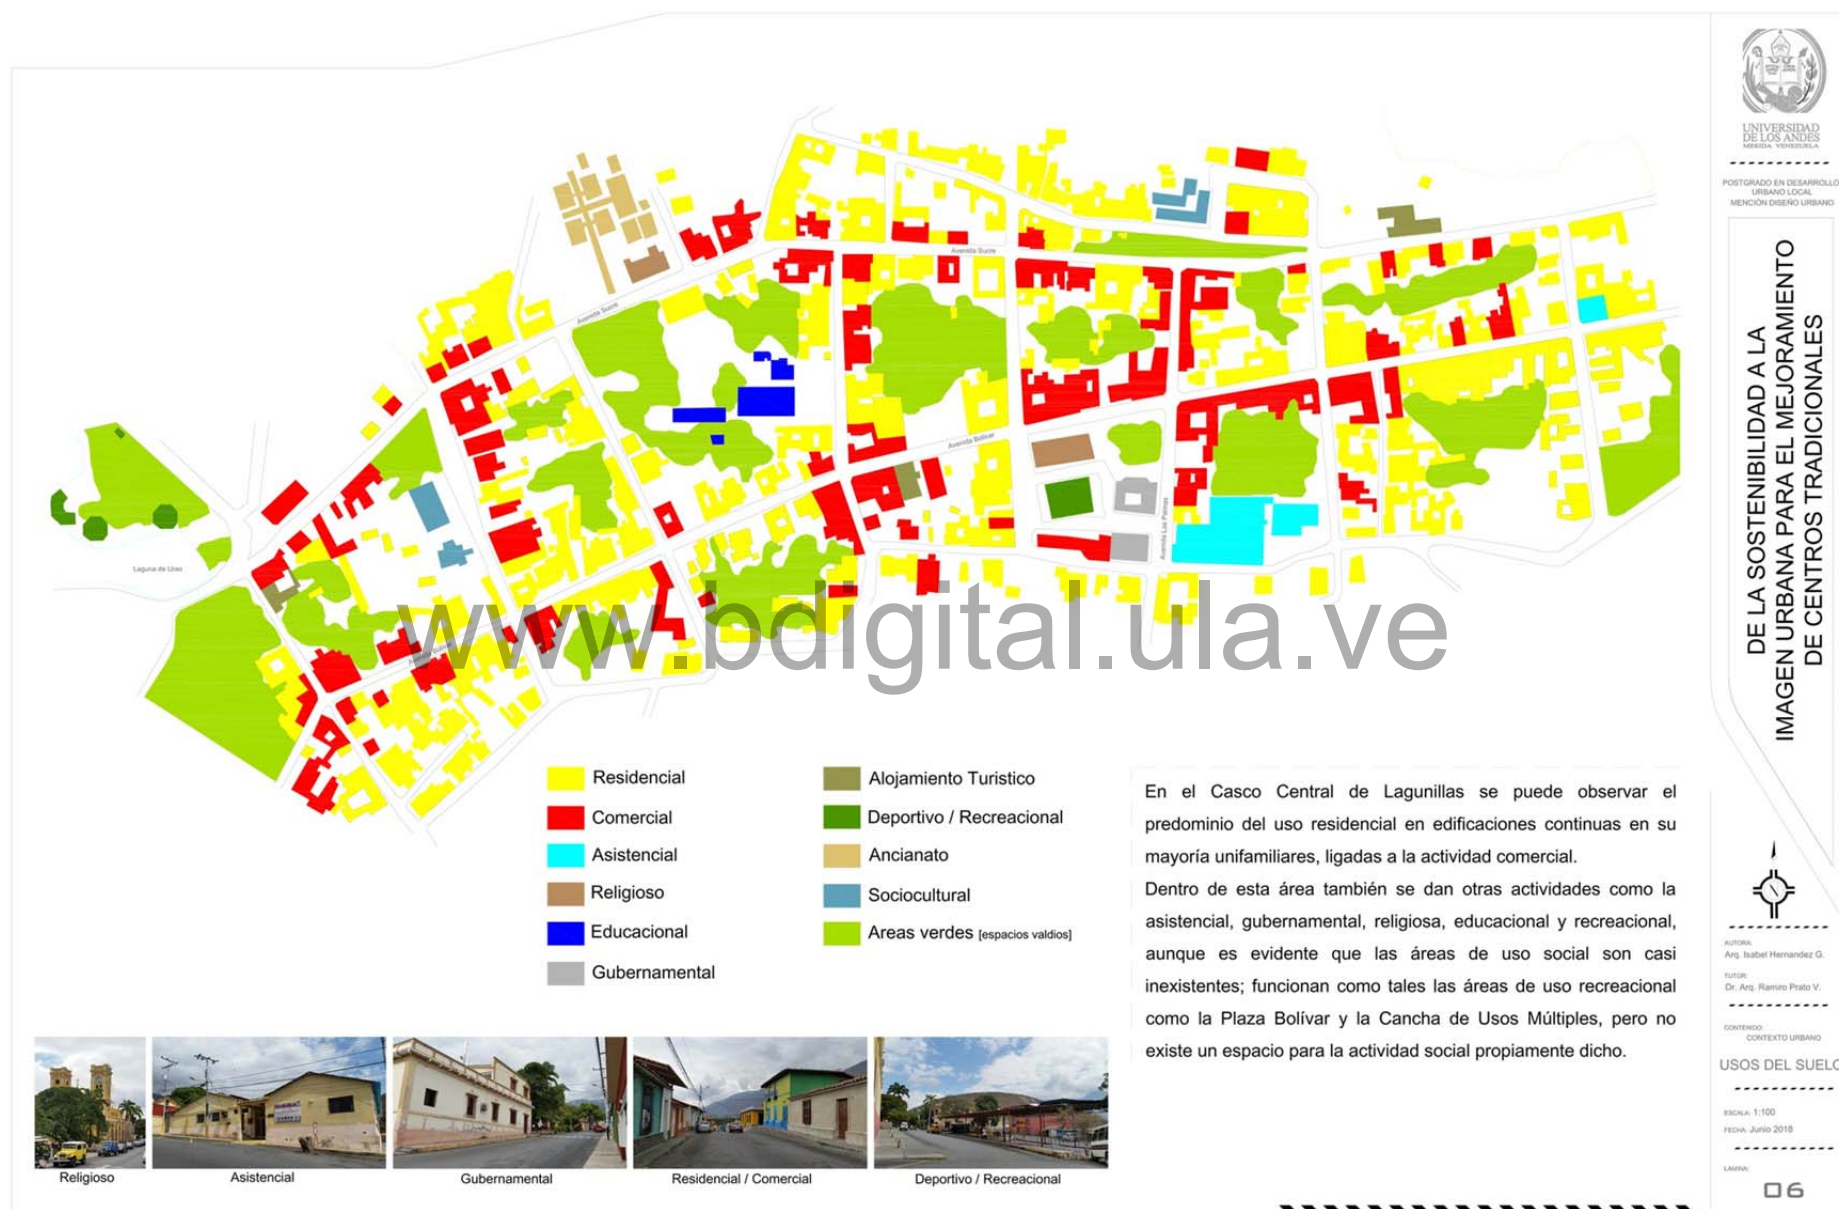 UNIVERSIDAD
DE LOS ANDES
MERIDA VENEZUELA
POSTGRADO EN DESARROLLO
URBANO LOCAL
MENCIÓN DISEÑO URBANO
DE LA SOSTENIBILIDAD A LA
IMAGEN URBANA PARA EL MEJORAMIENTO
DE CENTROS TRADICIONALES
Avenida Sucre
Avenida Sucre
Avenida Bolívar
Avenida Las Palmas
Laguna de Urao
Avenida Bolívar
www.bdigital.ula.ve
Residencial
Comercial
Asistencial
Religioso
Educacional
Gubernamental
Alojamiento Turistico
Deportivo / Recreacional
Ancianato
Sociocultural
Areas verdes [espacios valdios]
En el Casco Central de Lagunillas se puede observar el
predominio del uso residencial en edificaciones continuas en su
mayoría unifamiliares, ligadas a la actividad comercial.
Dentro de esta área también se dan otras actividades como la
asistencial, gubernamental, religiosa, educacional y recreacional,
aunque es evidente que las áreas de uso social son casi
inexistentes; funcionan como tales las áreas de uso recreacional
como la Plaza Bolívar y la Cancha de Usos Múltiples, pero no
existe un espacio para la actividad social propiamente dicho.
Religioso
Asistencial
Gubernamental
Residencial / Comercial
Deportivo / Recreacional
AUTORA:
Arq. Isabel Hernandez G.
TUTOR:
Dr. Arq. Ramiro Prato V.
CONTENIDO:
CONTEXTO URBANO
USOS DEL SUELO
ESCALA: 1:100
FECHA: Junio 2018
LAMINA:
06